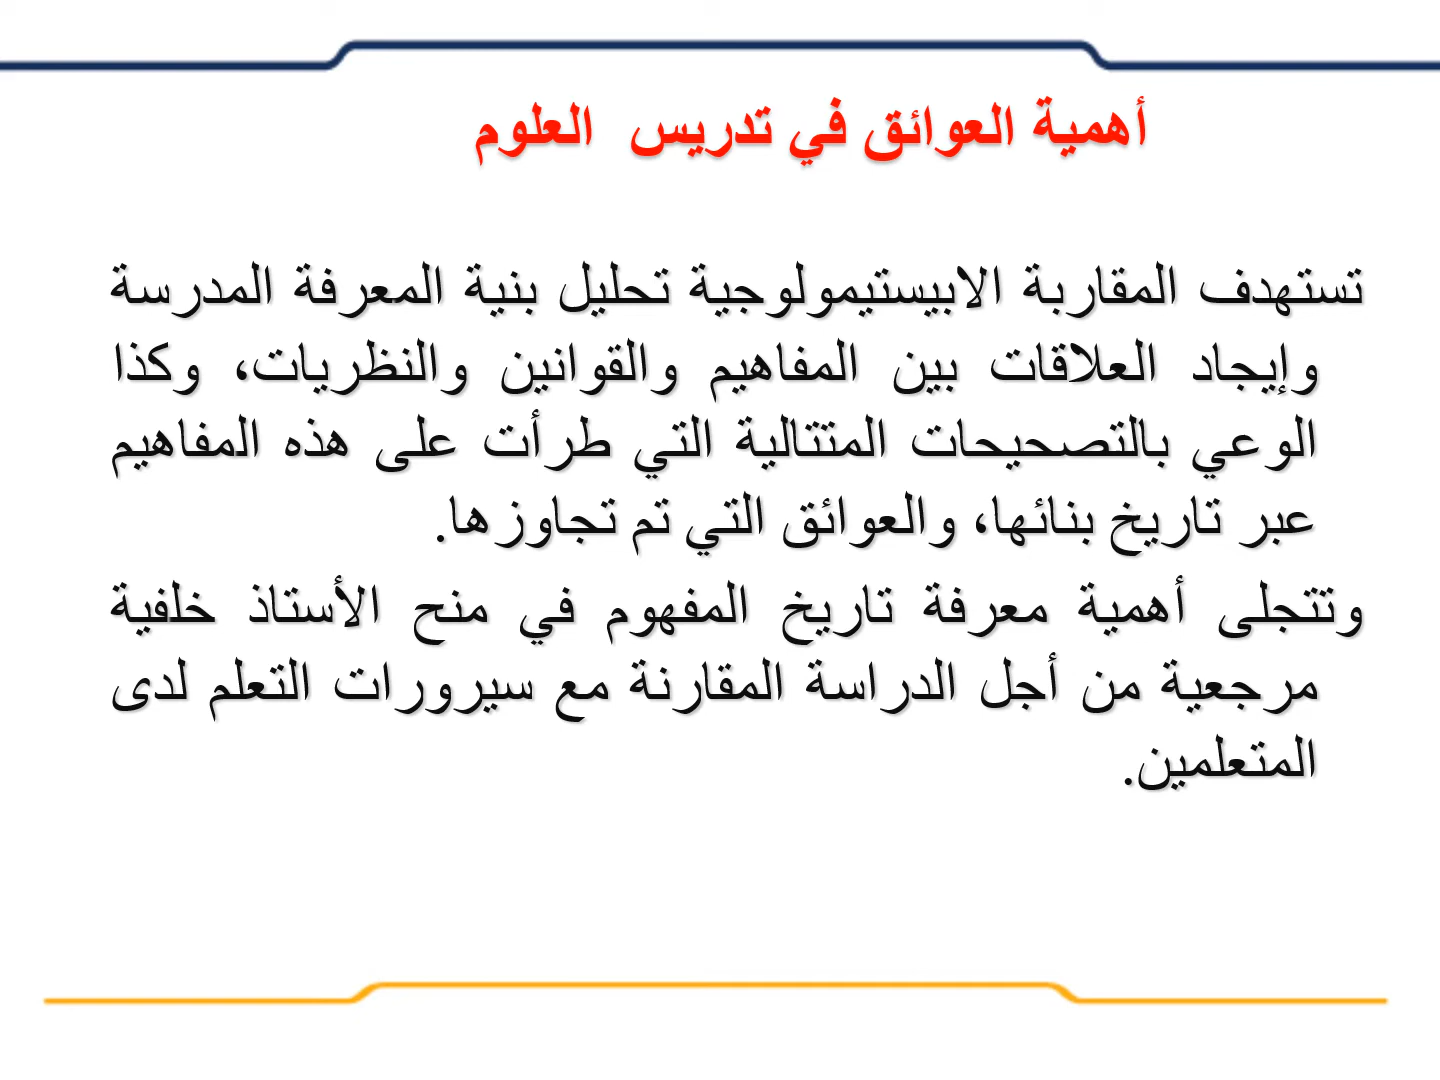 أهمية العوائق في تدريس العلوم
تستهدف المقاربة الابيستيمولوجية تحليل بنية المعرفة المدرسة
وإيجاد العلاقات بين المفاهيم والقوانين والنظريات، وكذا
الوعي بالتصحيحات المتتالية التي طرأت على هذه المفاهيم
عبر تاريخ بنائها، والعوائق التي تم تجاوزها.
وتتجلى أهمية معرفة تاريخ المفهوم في منح الأستاذ خلفية
مرجعية من أجل الدراسة المقارنة مع سيرورات التعلم لدى
المتعلمين.